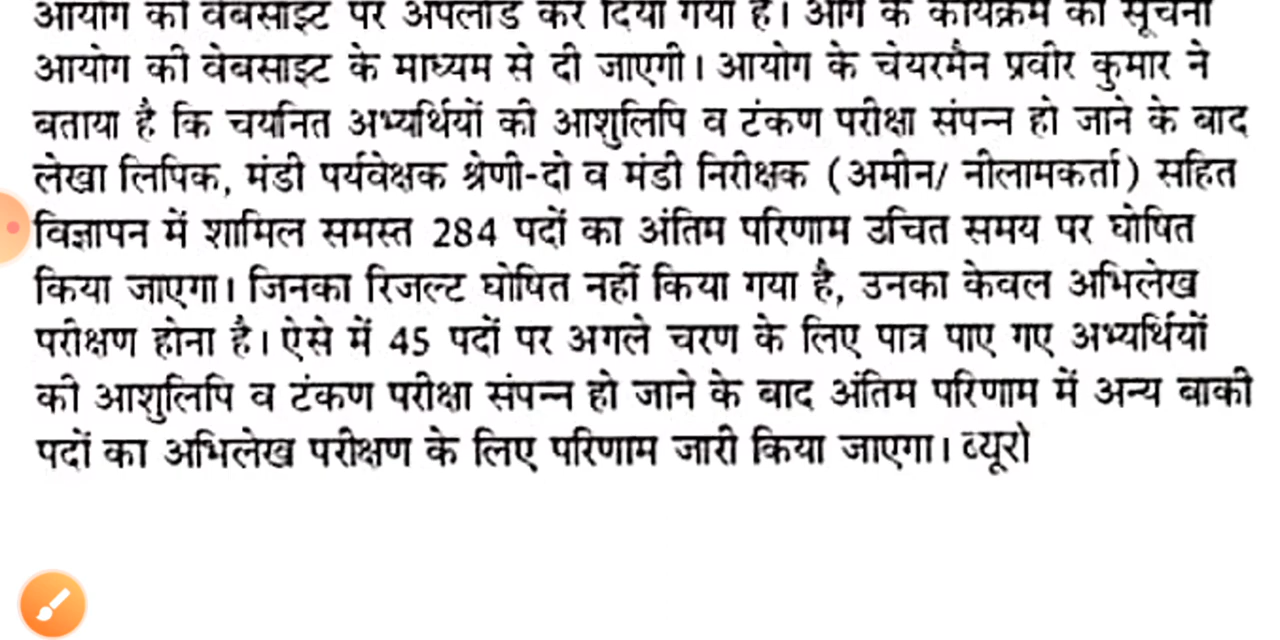 आयोग की वेबसाइट पर अपलोड कर दिया गया है। आगे के कार्यक्रम की सूचना
आयोग की वेबसाइट के माध्यम से दी जाएगी। आयोग के चेयरमैन प्रवीर कुमार ने
बताया है कि चयनित अभ्यर्थियों की आशुलिपि व टंकण परीक्षा संपन्न हो जाने के बाद
लेखा लिपिक, मंडी पर्यवेक्षक श्रेणी-दो व मंडी निरीक्षक (अमीन/ नीलामकर्ता) सहित
विज्ञापन में शामिल समस्त 284 पदों का अंतिम परिणाम उचित समय पर घोषित
किया जाएगा। जिनका रिजल्ट घोषित नहीं किया गया है, उनका केवल अभिलेख
परीक्षण होना है। ऐसे में 45 पदों पर अगले चरण के लिए पात्र पाए गए अभ्यर्थियों
की आशुलिपि व टंकण परीक्षा संपन्न हो जाने के बाद अंतिम परिणाम में अन्य बाकी
पदों का अभिलेख परीक्षण के लिए परिणाम जारी किया जाएगा। ब्यूरो